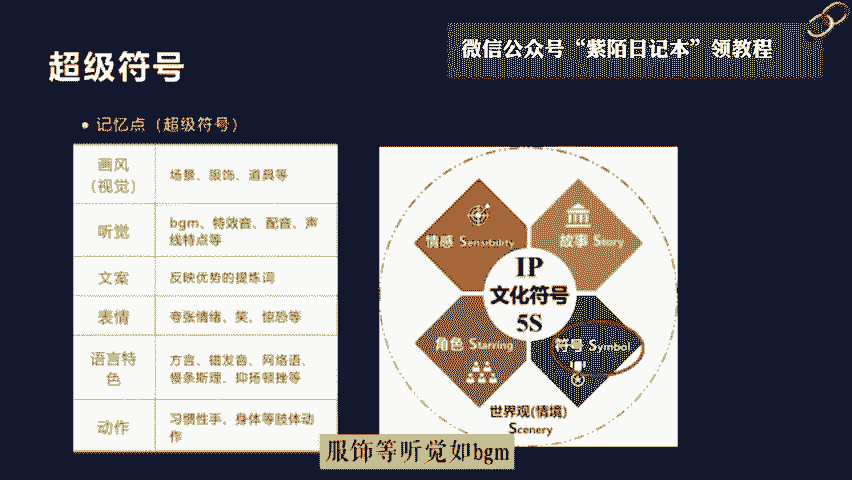 微信公众号“紫陌日记本”领教程
超级符号
记忆点（超级符号）
画风
（视觉）
场景、服饰、道具等
听觉
bgm、特效音、配音、声
线特点等
文案
反映优势的提炼词
表情
夸张情绪、笑、惊恐等
语言特
色
方言、错发音、网络语、
慢条斯理、抑扬顿挫等
动作
习惯性手、身体等肢体动
作
情感 Sensibility
故事 Story
IP
文化符号
5S
角色 Starring
符号 Symbol
世界观(情境)
Scenery
服饰等听觉如bgm